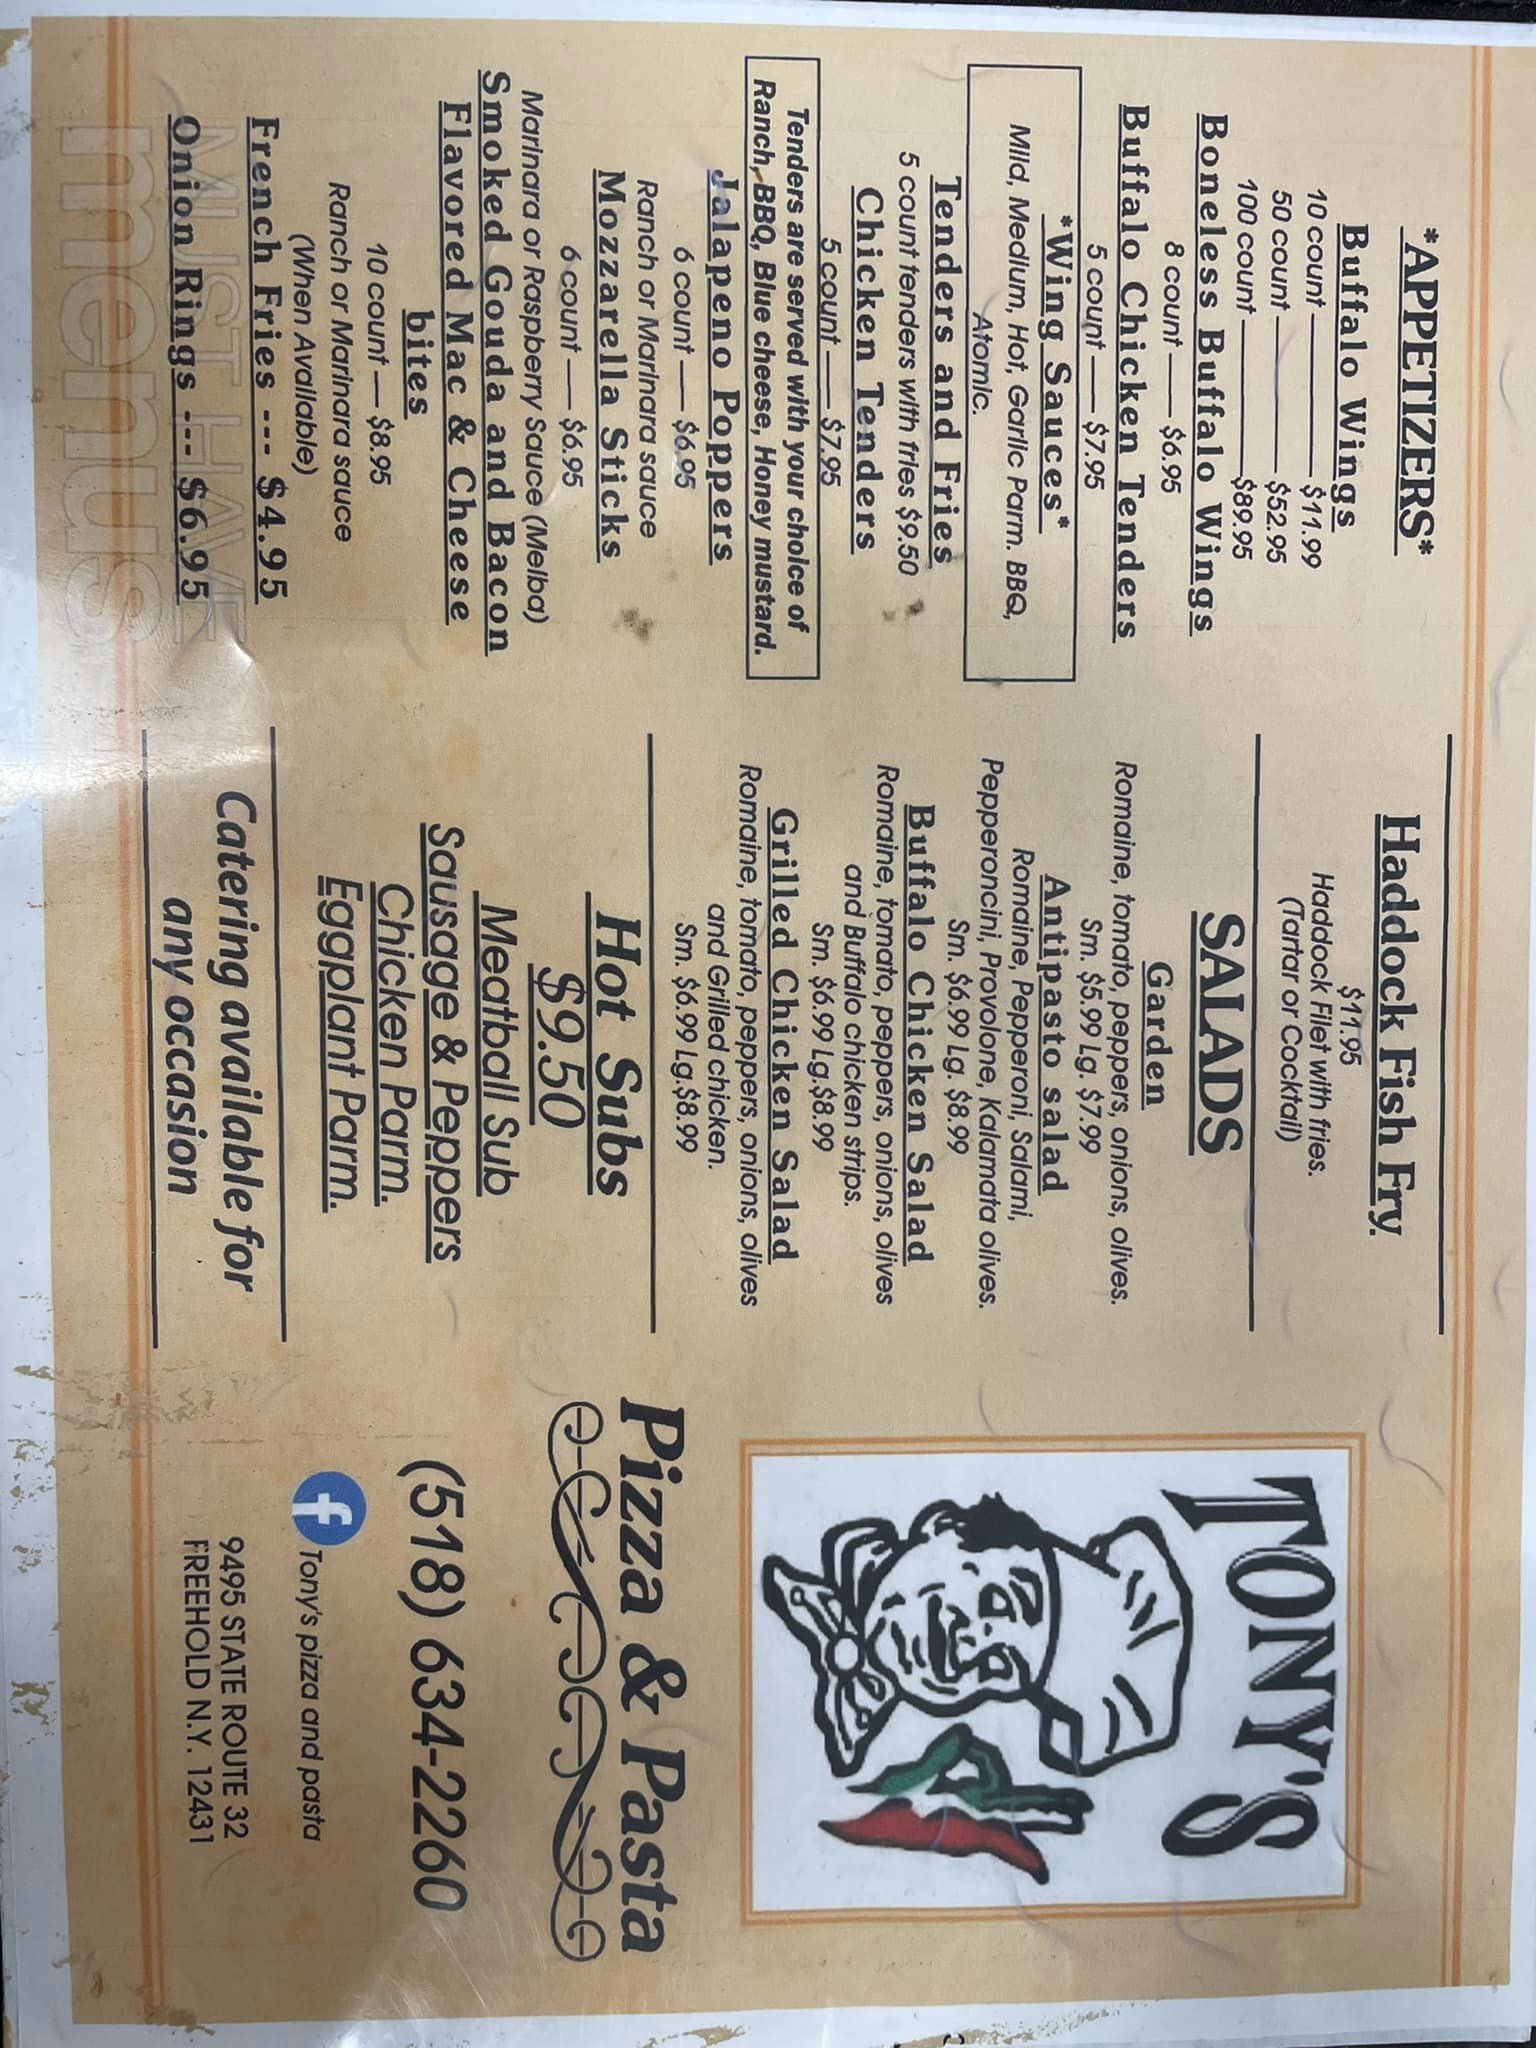 *APPETIZERS*
Buffalo Wings
10 count ———— $11.99
50 count ———— $52.95
100 count ———— $89.95
Boneless Buffalo Wings
8 count —— $6.95
Buffalo Chicken Tenders
5 count —— $7.95
*Wing Sauces*
Mild, Medium, Hot, Garlic Parm. BBQ,
Atomic.
Tenders and Fries
5 count tenders with fries $9.50
Chicken Tenders
5 count —— $7.95
Tenders are served with your choice of
Ranch, BBQ, Blue cheese, Honey mustard.
Jalapeno Poppers
6 count —— $6.95
Ranch or Marinara sauce
Mozzarella Sticks
6 count —— $6.95
Marinara or Raspberry Sauce (Melba)
Smoked Gouda and Bacon
Flavored Mac & Cheese
bites
10 count — $8.95
Ranch or Marinara sauce
(When Available)
French Fries --- $4.95
Onion Rings --- $6.95
MUST HAVE
menus
Haddock Fish Fry
$11.95
Haddock Filet with fries.
(Tartar or Cocktail)
SALADS
Garden
Romaine, tomato, peppers, onions, olives.
Sm. $5.99 Lg. $7.99
Antipasto salad
Romaine, Pepperoni, Salami,
Pepperoncini, Provolone, Kalamata olives.
Sm. $6.99 Lg. $8.99
Buffalo Chicken Salad
Romaine, tomato, peppers, onions, olives
and Buffalo chicken strips.
Sm. $6.99 Lg.$8.99
Grilled Chicken Salad
Romaine, tomato, peppers, onions, olives
and Grilled chicken.
Sm. $6.99 Lg.$8.99
Hot Subs
$9.50
Meatball Sub
Sausage & Peppers
Chicken Parm.
Eggplant Parm.
Catering available for
any occasion
TONY'S
Pizza & Pasta
(518) 634-2260
f Tony's pizza and pasta
9495 STATE ROUTE 32
FREEHOLD N.Y. 12431